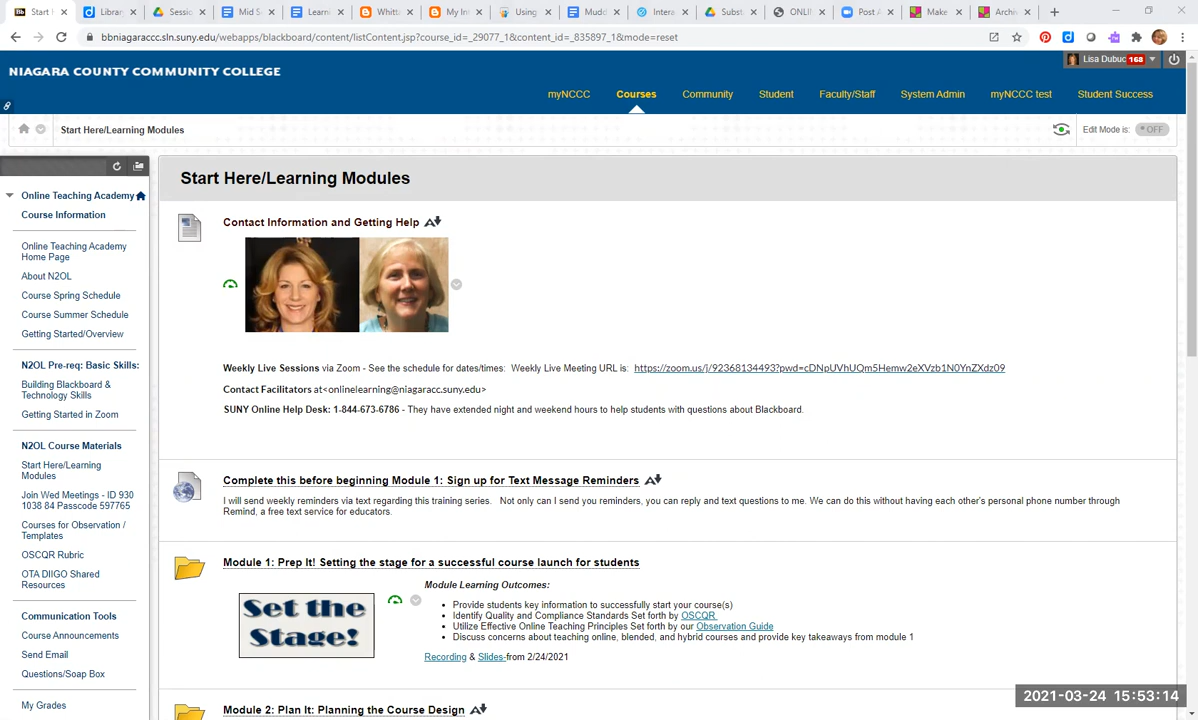 Start H
Library
Sessio
Mid S
Learni
Whitt
My Int
Using
Mudd
Intera
Subst
ONLIN
Post A
Make
Archiv
bbniagaraccc.sln.suny.edu/webapps/blackboard/content/listContent.jsp?course_id=_29077_1&content_id=_835897_1&mode=reset
NIAGARA COUNTY COMMUNITY COLLEGE
Lisa Dubuc 168
myNCCC Courses Community Student Faculty/Staff System Admin myNCCC test Student Success
Start Here/Learning Modules
Edit Mode is: OFF
Online Teaching Academy
Course Information
Online Teaching Academy
Home Page
About N2OL
Course Spring Schedule
Course Summer Schedule
Getting Started/Overview
N2OL Pre-req: Basic Skills:
Building Blackboard &
Technology Skills
Getting Started in Zoom
N2OL Course Materials
Start Here/Learning
Modules
Join Wed Meetings - ID 930
1038 84 Passcode 597765
Courses for Observation /
Templates
OSCQR Rubric
OTA DIIGO Shared
Resources
Communication Tools
Course Announcements
Send Email
Questions/Soap Box
My Grades
Start Here/Learning Modules
Contact Information and Getting Help
Weekly Live Sessions via Zoom - See the schedule for dates/times: Weekly Live Meeting URL is: https://zoom.us/j/92368134493?pwd=cDNpUVhUQm5Hemw2eXVzb1N0YnZXdz09
Contact Facilitators at<onlinelearning@niagaracc.suny.edu>
SUNY Online Help Desk: 1-844-673-6786 - They have extended night and weekend hours to help students with questions about Blackboard.
Complete this before beginning Module 1: Sign up for Text Message Reminders
I will send weekly reminders via text regarding this training series. Not only can I send you reminders, you can reply and text questions to me. We can do this without having each other's personal phone number through
Remind, a free text service for educators.
Module 1: Prep It! Setting the stage for a successful course launch for students
Set the
Stage!
Module Learning Outcomes:
Provide students key information to successfully start your course(s)
Identify Quality and Compliance Standards Set forth by OSCQR
Utilize Effective Online Teaching Principles Set forth by our Observation Guide
Discuss concerns about teaching online, blended, and hybrid courses and provide key takeaways from module 1
Recording & Slides-from 2/24/2021
Module 2: Plan It: Planning the Course Design
2021-03-24 15:53:14